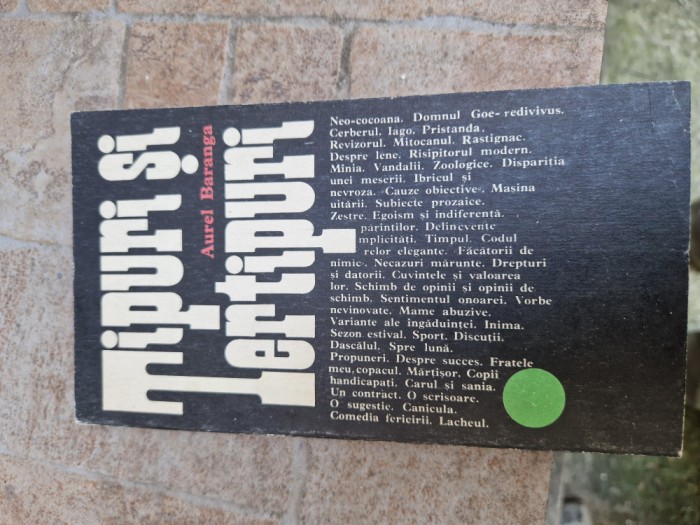 Tipuri și
Aurel Baranga
Tertipuri
Neo-cocoana. Domnul Goe-redivivus.
Cerberul. Iago. Pristanda.
Revizorul. Mitocanul. Rastignac.
Despre lene. Risipitorul modern.
Minia. Vandalii. Zoologice. Dispariția
unei meserii. Ibricul și
nevroza. Cauze obiective. Mașina
uitării. Subiecte prozaice.
Zestre. Egoism și indiferență.
părinților. Delincvente
mplicități. Timpul. Codul
relor elegante. Făcătorii de
nimic. Necazuri mărunte. Drepturi
și datorii. Cuvintele și valoarea
lor. Schimb de opinii și opinii de
schimb. Sentimentul onoarei. Vorbe
nevinovate. Mame abuzive.
Variante ale îngăduinței. Inima.
Sezon estival. Sport. Discuții.
Dascălul. Spre lună.
Propuneri. Despre succes. Fratele
meu, copacul. Mărțișor. Copii
handicapați. Carul și sania.
Un contract. O scrisoare.
O sugestie. Canicula.
Comedia fericirii. Lacheul.